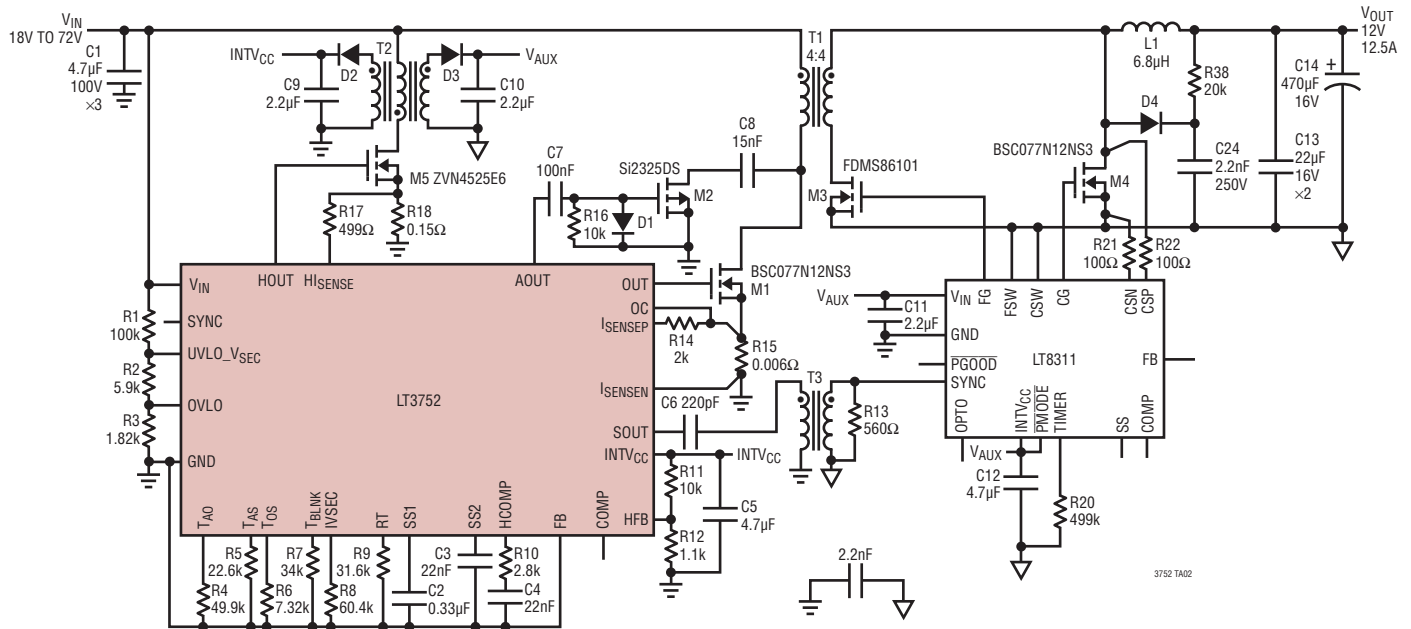 VIN
18V TO 72V
C1
4.7µF
100V
×3
INTVCC
D2
T2
D3
VAUX
C9
2.2µF
C10
2.2µF
M5 ZVN4525E6
R17
499Ω
R18
0.15Ω
C7
100nF
R16
10k
D1
Si2325DS
M2
C8
15nF
T1
4:4
FDMS86101
M3
BSC077N12NS3
M1
BSC077N12NS3
M4
L1
6.8µH
R38
20k
D4
C24
2.2nF
250V
VOUT
12V
12.5A
+
C14
470µF
16V
C13
22µF
16V
×2
R21
100Ω
R22
100Ω
HOUT
HISENSE
AOUT
OUT
OC
ISENSEP
ISENSEN
SOUT
INTVCC
HFB
VIN
SYNC
UVLO_VSEC
OVLO
GND
LT3752
TAO
TAS
TOS
TBLNK
IVSEC
RT
SS1
SS2
HCOMP
FB
COMP
R1
100k
R2
5.9k
R3
1.82k
R14
2k
R15
0.006Ω
C6 220pF
T3
R13
560Ω
INTVCC
R11
10k
R12
1.1k
C5
4.7µF
R5
22.6k
R4
49.9k
R6
7.32k
R7
34k
R8
60.4k
R9
31.6k
C2
0.33µF
C3
22nF
R10
2.8k
C4
22nF
2.2nF
VAUX
C11
2.2µF
VIN
FG
FSW
CSW
CG
CSN
CSP
GND
PGOOD
SYNC
LT8311
FB
OPTO
INTVCC
PMODE
TIMER
SS
COMP
VAUX
C12
4.7µF
R20
499k
3752 TA02